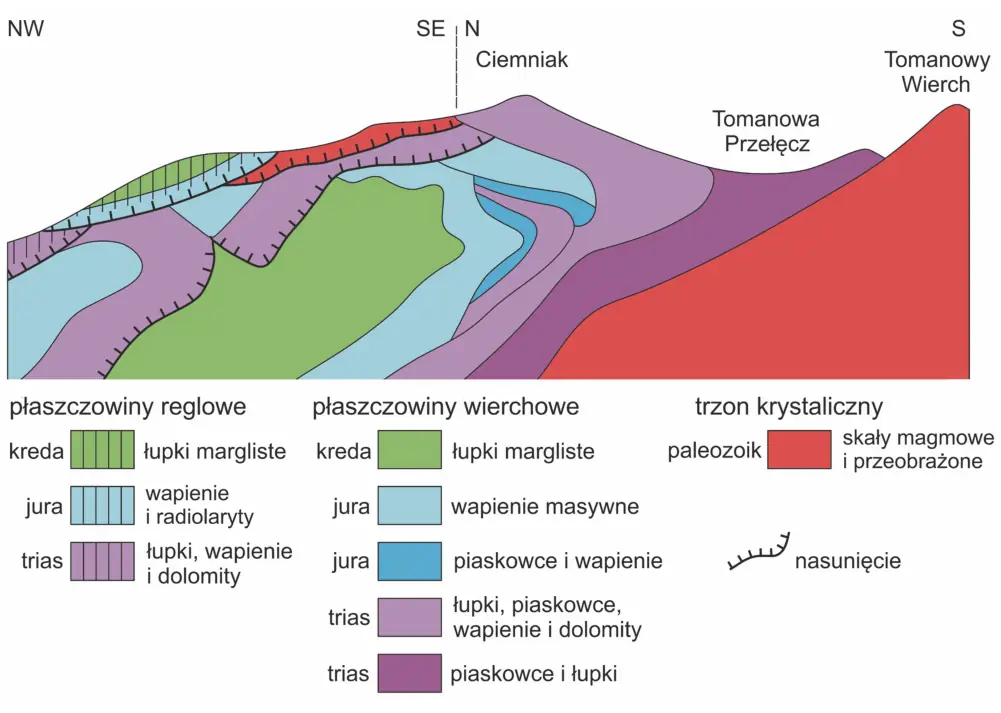 NW
SE
N
S
Ciemniak
Tomanowy
Wierch
Tomanowa
Przełęcz
płaszczowiny reglowe
kreda
łupki margliste
jura
wapienie
i radiolaryty
trias
łupki, wapienie
i dolomity
płaszczowiny wierchowe
kreda
łupki margliste
jura
wapienie masywne
jura
piaskowce i wapienie
trias
łupki, piaskowce,
wapienie i dolomity
trias
piaskowce i łupki
trzon krystaliczny
paleozoik
skały magmowe
i przeobrażone
nasunięcie